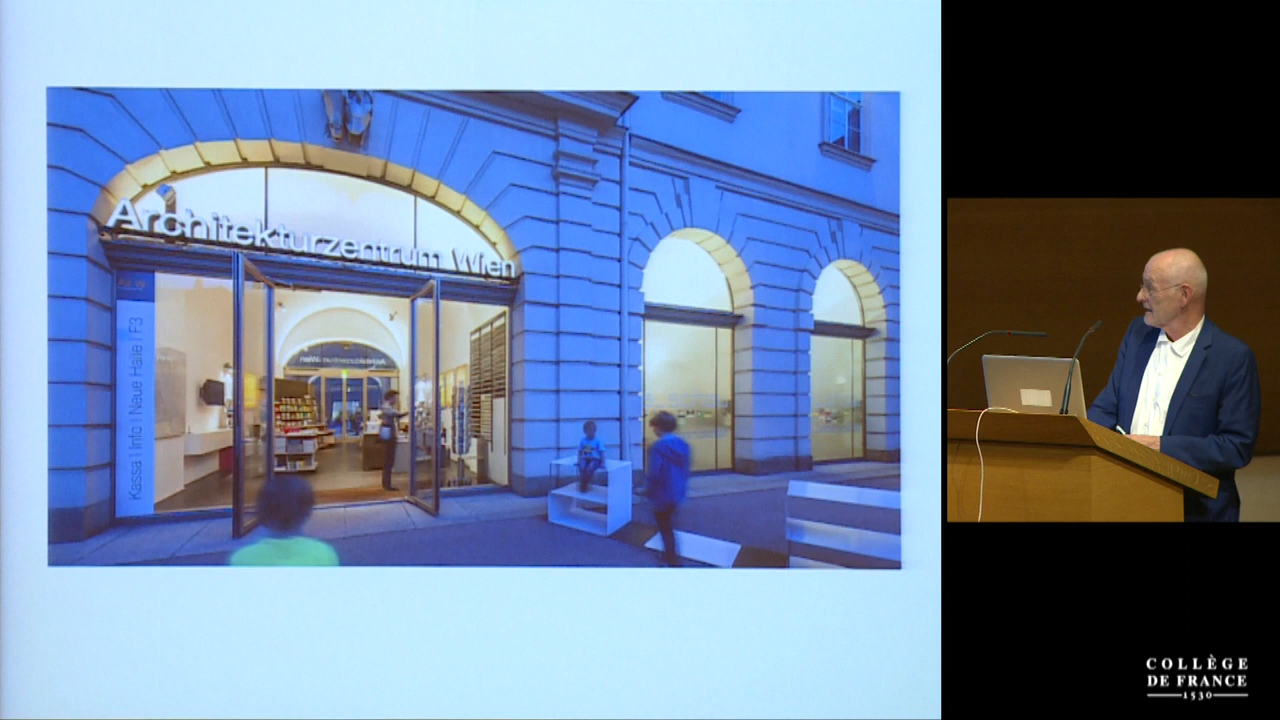 Architekturzentrum Wien
Kassa | Info | Neue Halle | F3
COLLÈGE
DE FRANCE
1530